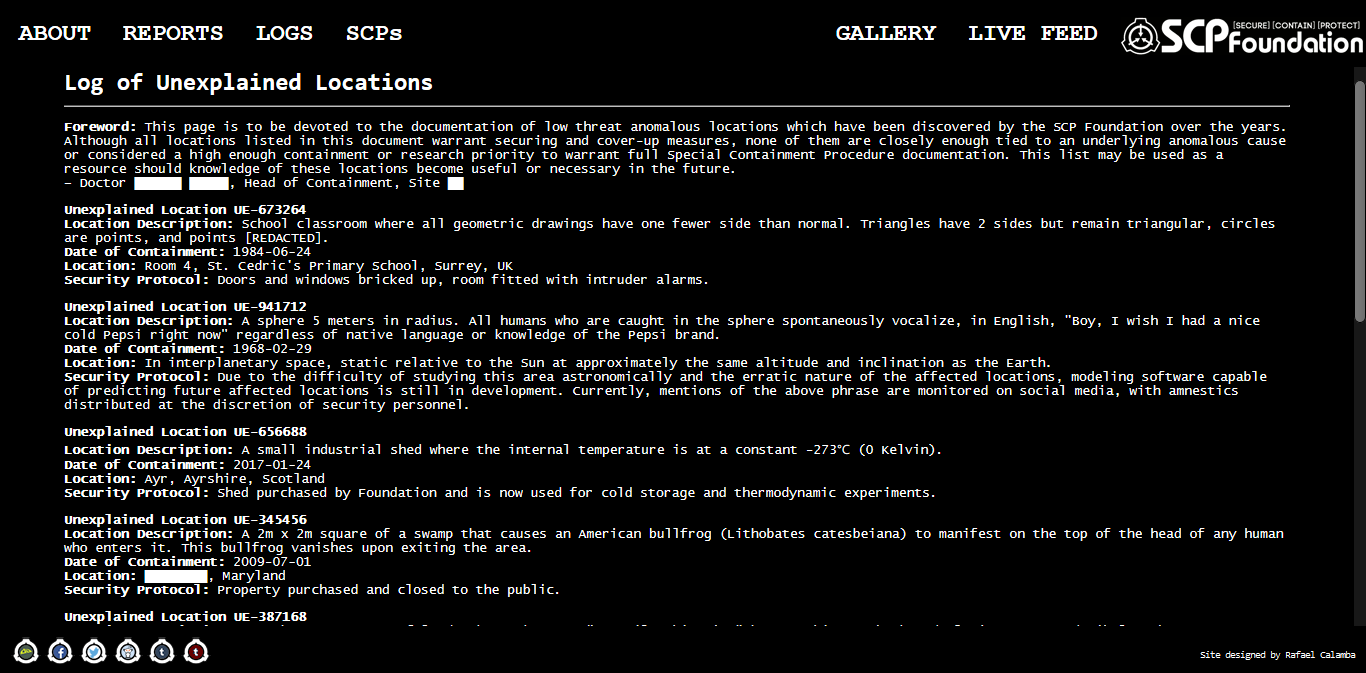 ABOUT REPORTS LOGS SCPs GALLERY LIVE FEED
[SECURE] [CONTAIN] [PROTECT]
SCP Foundation
Log of Unexplained Locations
Foreword: This page is to be devoted to the documentation of low threat anomalous locations which have been discovered by the SCP Foundation over the years.
Although all locations listed in this document warrant securing and cover-up measures, none of them are closely enough tied to an underlying anomalous cause
or considered a high enough containment or research priority to warrant full Special Containment Procedure documentation. This list may be used as a
resource should knowledge of these locations become useful or necessary in the future.
– Doctor ██████ █████, Head of Containment, Site ██
Unexplained Location UE-673264
Location Description: School classroom where all geometric drawings have one fewer side than normal. Triangles have 2 sides but remain triangular, circles
are points, and points [REDACTED].
Date of Containment: 1984-06-24
Location: Room 4, St. Cedric's Primary School, Surrey, UK
Security Protocol: Doors and windows bricked up, room fitted with intruder alarms.
Unexplained Location UE-941712
Location Description: A sphere 5 meters in radius. All humans who are caught in the sphere spontaneously vocalize, in English, "Boy, I wish I had a nice
cold Pepsi right now" regardless of native language or knowledge of the Pepsi brand.
Date of Containment: 1968-02-29
Location: In interplanetary space, static relative to the Sun at approximately the same altitude and inclination as the Earth.
Security Protocol: Due to the difficulty of studying this area astronomically and the erratic nature of the affected locations, modeling software capable
of predicting future affected locations is still in development. Currently, mentions of the above phrase are monitored on social media, with amnestics
distributed at the discretion of security personnel.
Unexplained Location UE-656688
Location Description: A small industrial shed where the internal temperature is at a constant -273°C (0 Kelvin).
Date of Containment: 2017-01-24
Location: Ayr, Ayrshire, Scotland
Security Protocol: Shed purchased by Foundation and is now used for cold storage and thermodynamic experiments.
Unexplained Location UE-345456
Location Description: A 2m x 2m square of a swamp that causes an American bullfrog (Lithobates catesbeiana) to manifest on the top of the head of any human
who enters it. This bullfrog vanishes upon exiting the area.
Date of Containment: 2009-07-01
Location: ████████, Maryland
Security Protocol: Property purchased and closed to the public.
Unexplained Location UE-387168
Site designed by Rafael Calamba